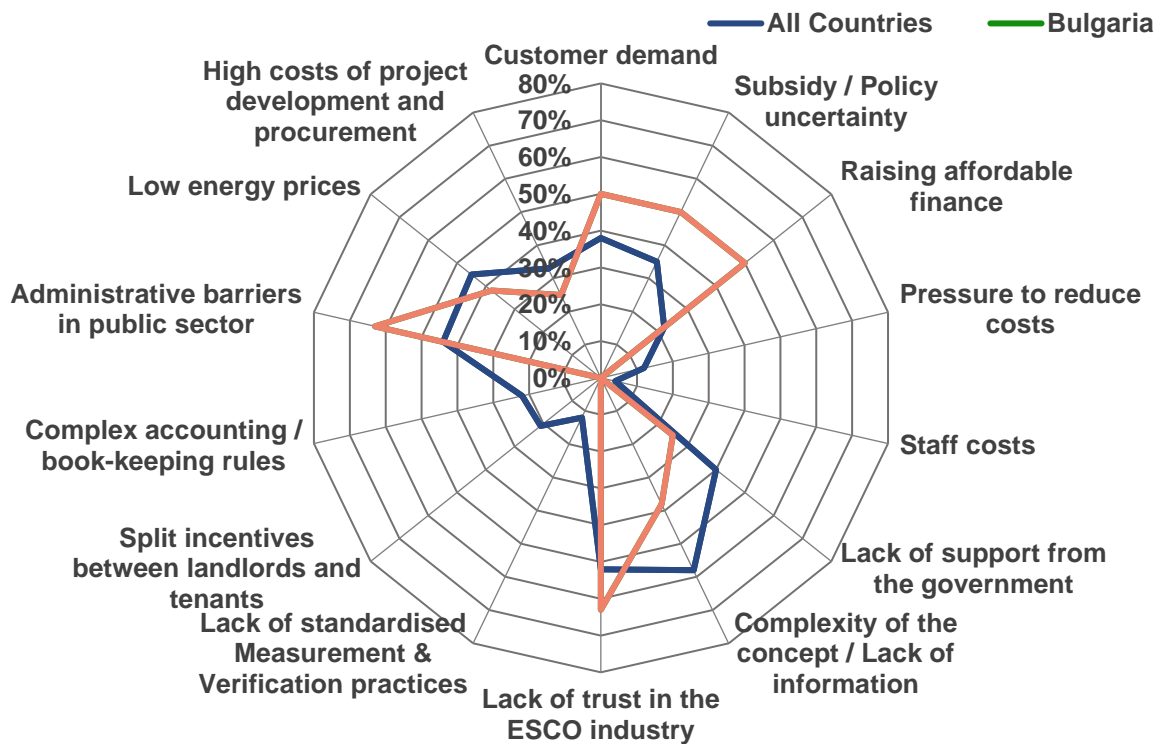 All Countries
Bulgaria
Customer demand
Subsidy / Policy
uncertainty
Raising affordable
finance
Pressure to reduce
costs
Staff costs
Lack of support from
the government
Complexity of the
concept / Lack of
information
Lack of trust in the
ESCO industry
Lack of standardised
Measurement &
Verification practices
Split incentives
between landlords and
tenants
Complex accounting /
book-keeping rules
Administrative barriers
in public sector
Low energy prices
High costs of project
development and
procurement
80%
70%
60%
50%
40%
30%
20%
10%
0%